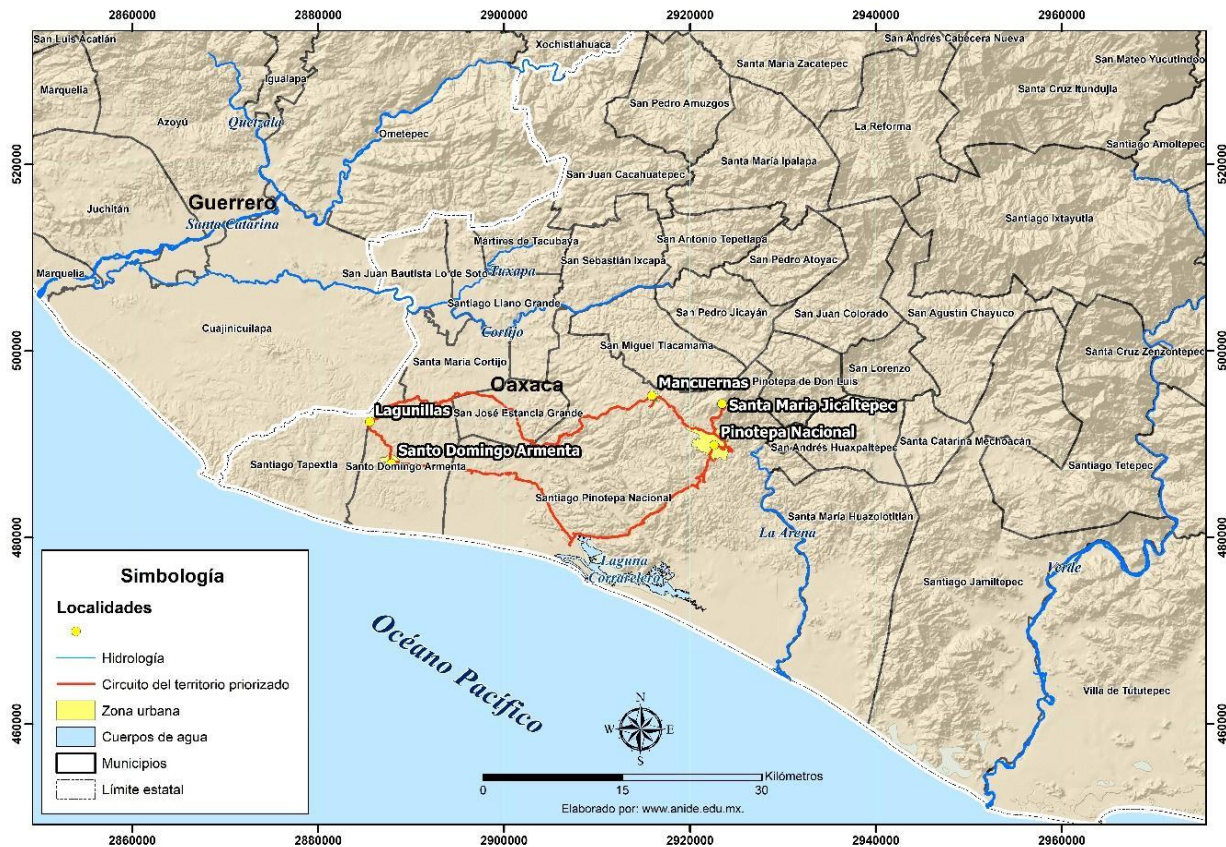 2860000 2880000 2900000 2920000 2940000 2960000
San Luis Acatlán
Xochistlahuaca
San Andrés Cabecera Nueva
San Mateo Yucutindoo
Igualapa
Santa María Zacatepec
Marquelia
Santa Cruz Itundujia
Azoyú
San Pedro Amuzgos
Quetzala
Ometepec
La Reforma
Santiago Amoltepec
520000
Santa María Ipalapa
520000
San Juan Cacahuatepec
Guerrero
Juchitán
Santa Catarina
Santiago Ixtayutla
Mártires de Tacubaya
San Antonio Tepetlapa
San Sebastián Ixcapa
San Pedro Atoyac
Marquelia
San Juan Bautista Lo de Soto
Tuxapa
Santiago Llano Grande
San Pedro Jicayán
San Juan Colorado
San Agustín Chayuco
Cuajinicuilapa
Cortijo
San Miguel Tlacamama
500000
Santa Cruz Zenzontepec
500000
Santa María Cortijo
San Lorenzo
Oaxaca
Mancuernas
Pinotepa de Don Luis
Lagunillas
San José Estancia Grande
Santa Maria Jicaltepec
Pinotepa Nacional
Santa Catarina Mechoacán
Santo Domingo Armenta
San Andrés Huaxpaltepec
Santiago Tapextla
Santo Domingo Armenta
Santiago Tetepec
Santiago Pinotepa Nacional
Santa María Huazolotitlán
480000
La Arena
480000
Laguna
Corraralero
Verde
Santiago Jamiltepec
Simbología
Localidades
Hidrología
Circuito del territorio priorizado
Zona urbana
Cuerpos de agua
Municipios
Límite estatal
Océano Pacífico
Villa de Tututepec
460000
N
W E
S
Kilómetros
0 15 30
Elaborado por: www.anide.edu.mx.
2860000 2880000 2900000 2920000 2940000 2960000